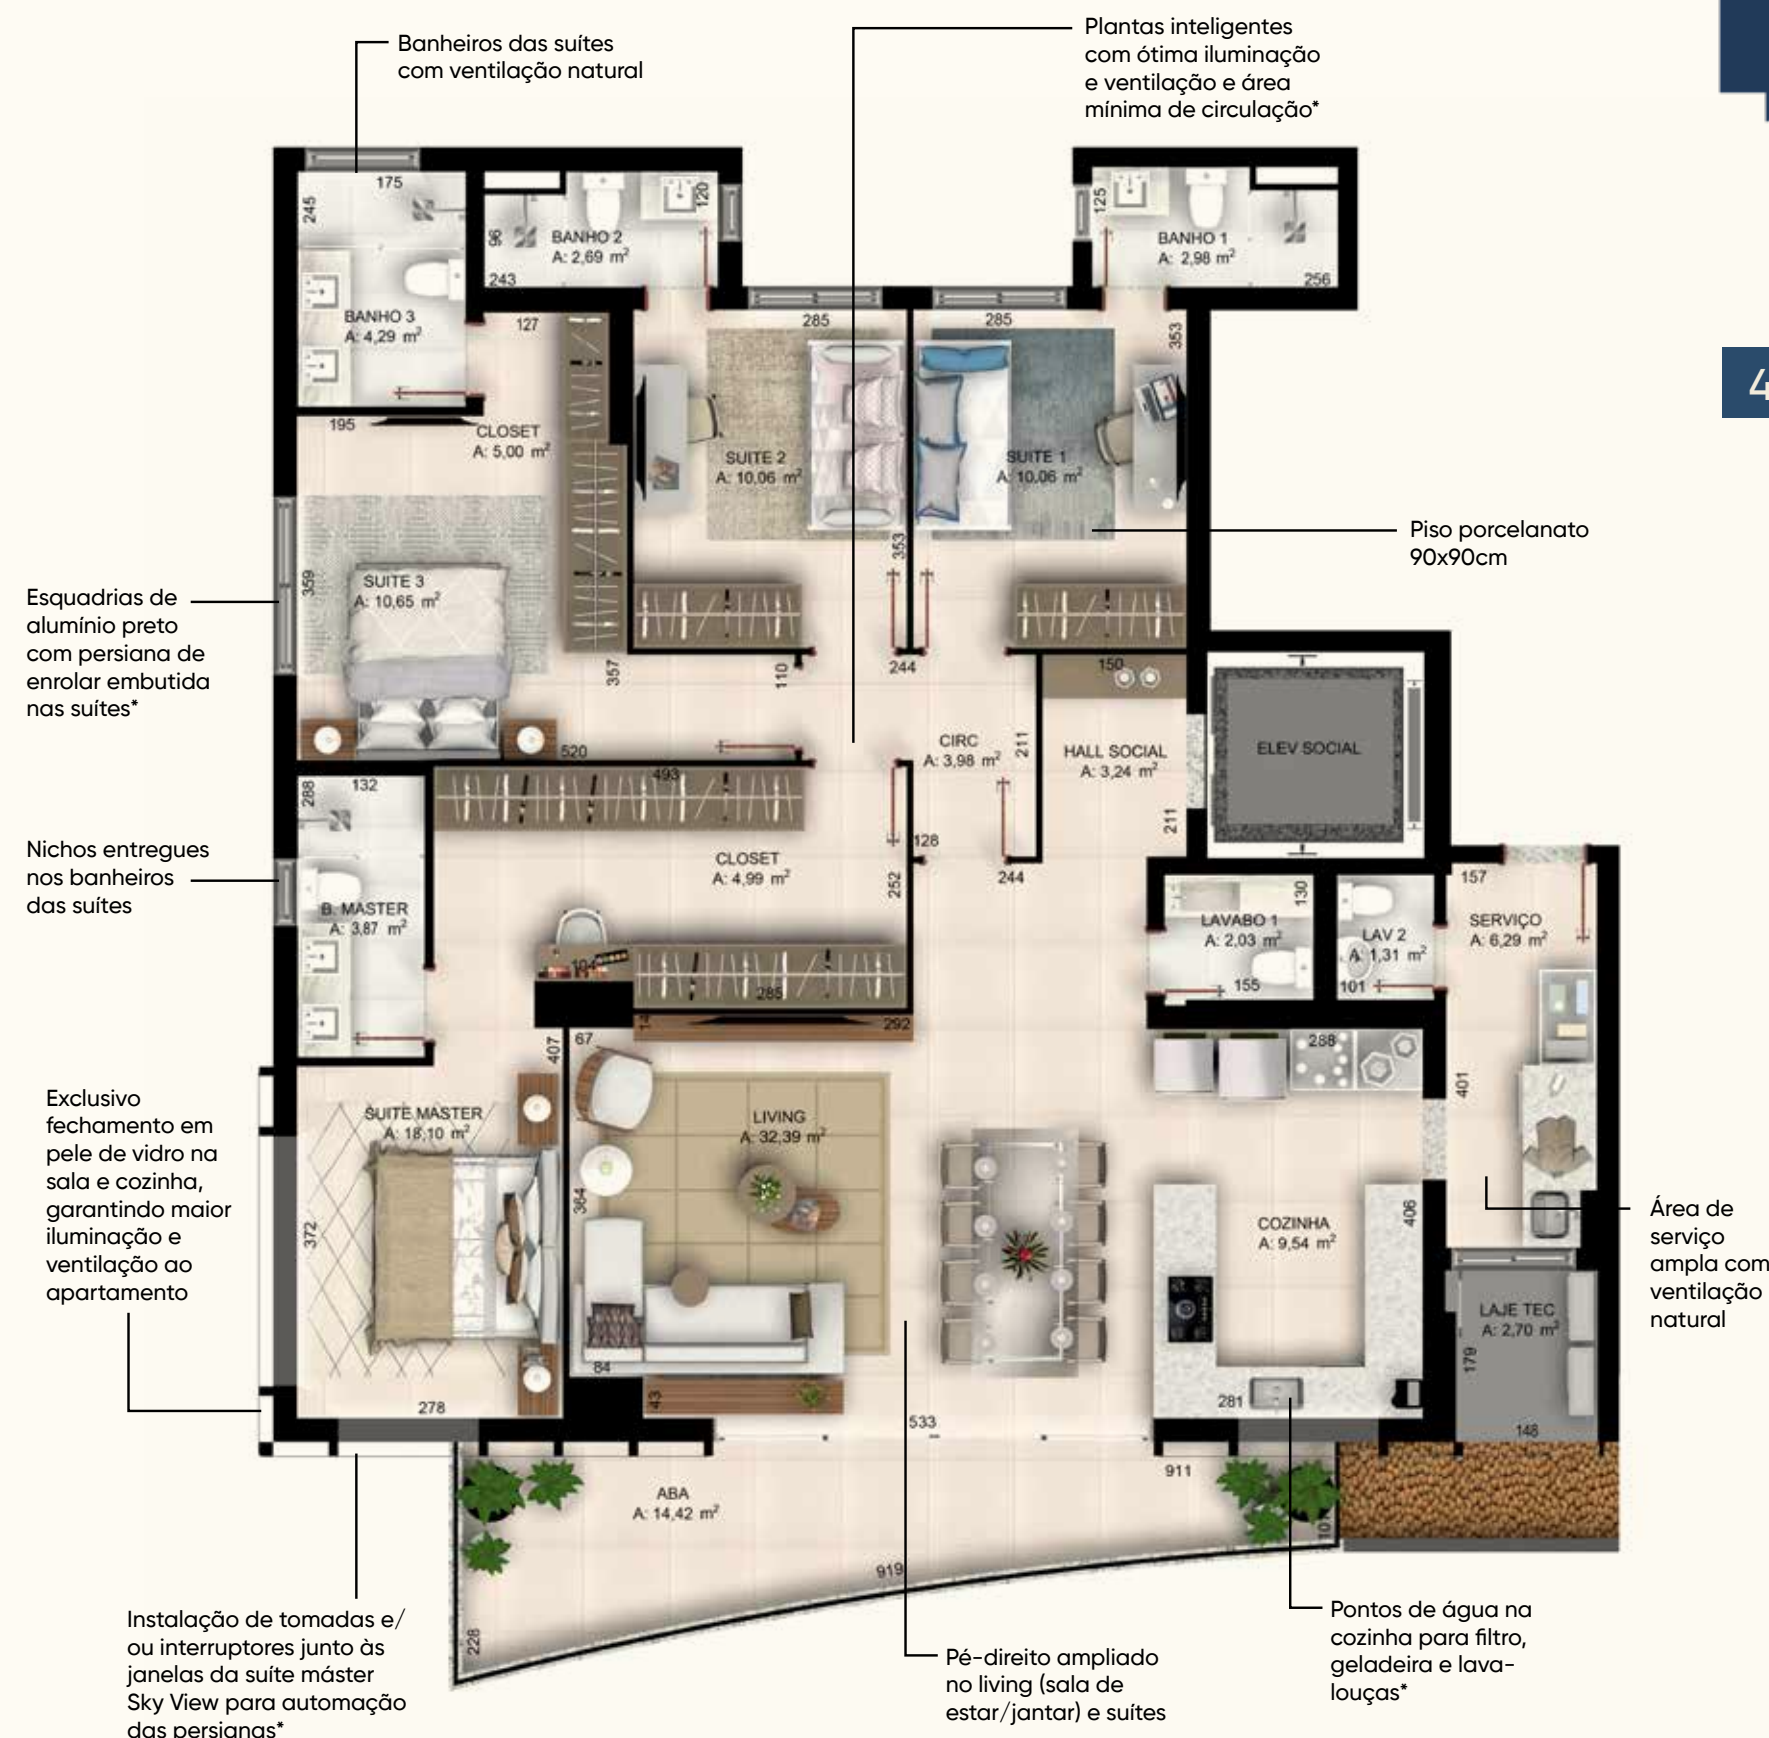 Banheiros das suítes
com ventilação natural
Plantas inteligentes
com ótima iluminação
e ventilação e área
mínima de circulação*
175
245
120
96
BANHO 2
A: 2,69 m²
243
125
BANHO 1
A: 2,98 m²
256
BANHO 3
A: 4,29 m²
127
285
285
353
4
195
CLOSET
A: 5,00 m²
SUITE 2
A: 10,06 m²
SUITE 1
A: 10,06 m²
353
Piso porcelanato
90x90cm
Esquadrias de
alumínio preto
com persiana de
enrolar embutida
nas suítes*
359
SUITE 3
A: 10,65 m²
357
110
244
150
520
493
CIRC
A: 3,98 m²
211
HALL SOCIAL
A: 3,24 m²
ELEV SOCIAL
211
288
132
Nichos entregues
nos banheiros
das suítes
128
CLOSET
A: 4,99 m²
252
244
B. MASTER
A: 3,87 m²
130
LAVABO 1
A: 2,03 m²
155
LAV 2
A: 1,31 m²
101
157
SERVIÇO
A: 6,29 m²
104
285
14
292
407
67
288
401
Exclusivo
fechamento em
pele de vidro na
sala e cozinha,
garantindo maior
iluminação e
ventilação ao
apartamento
SUITE MASTER
A: 18,10 m²
LIVING
A: 32,39 m²
364
372
COZINHA
A: 9,54 m²
406
Área de
serviço
ampla com
ventilação
natural
LAJE TEC
A: 2,70 m²
179
84
43
278
533
281
148
911
ABA
A: 14,42 m²
101
919
228
Instalação de tomadas e/
ou interruptores junto às
janelas da suíte máster
Sky View para automação
das persianas*
Pé-direito ampliado
no living (sala de
estar/jantar) e suítes
Pontos de água na
cozinha para filtro,
geladeira e lava-
louças*